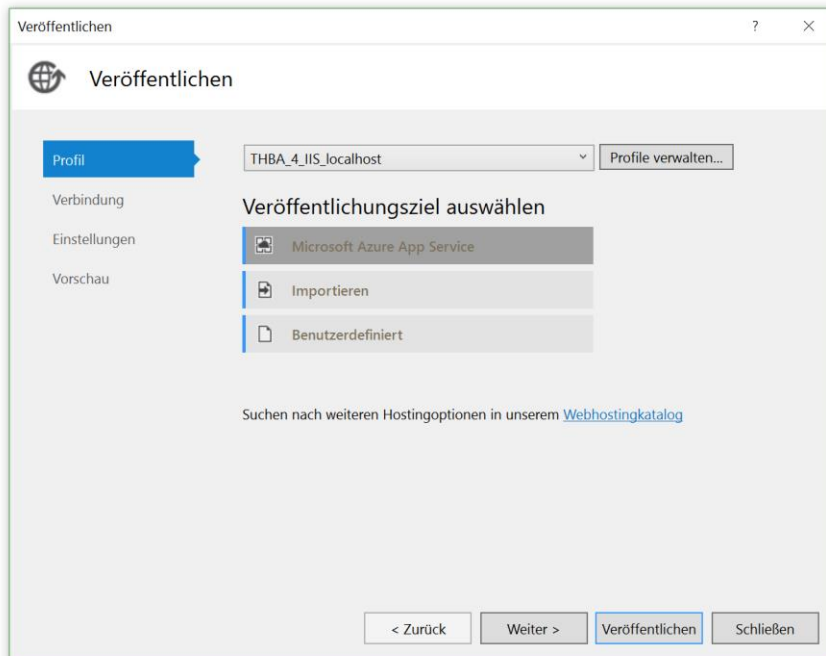 Veröffentlichen
?
Veröffentlichen
Profil
THBA_4_IIS_localhost
Profile verwalten...
Verbindung
Veröffentlichungsziel auswählen
Einstellungen
Microsoft Azure App Service
Vorschau
Importieren
Benutzerdefiniert
Suchen nach weiteren Hostingoptionen in unserem Webhostingkatalog
< Zurück
Weiter >
Veröffentlichen
Schließen